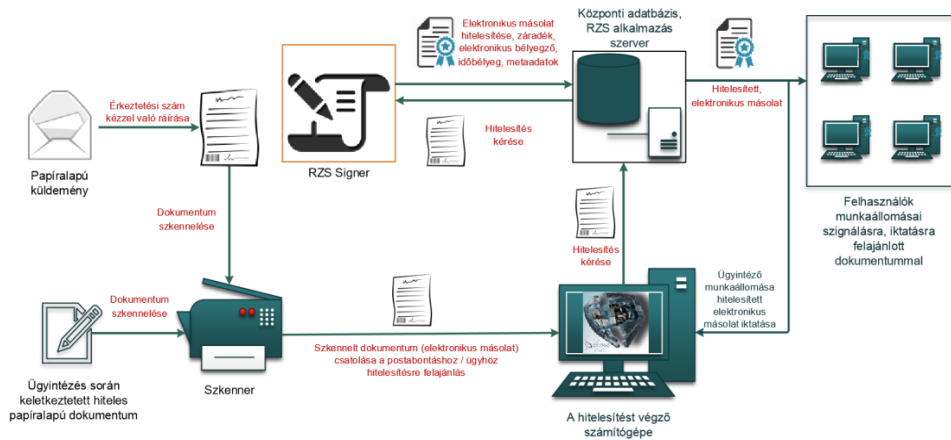 Elektronikus másolat
hitelesítése, záradék,
elektronikus bélyegző,
időbélyeg, metaadatok
Központi adatbázis,
RZS alkalmazás
szerver
Érkeztetési szám
kézzel való ráírása
Hitelesített,
elektronikus másolat
Hitelesítés
kérése
Papíralapú
küldemény
RZS Signer
Felhasználók
munkaállomásai
szignálásra, iktatásra
felajánlott
dokumentummal
Dokumentum
szkennelése
Hitelesítés
kérése
Ügyintéző
munkaállomása
hitelesített
elektronikus
másolat iktatása
Dokumentum
szkennelése
Szkennelt dokumentum (elektronikus másolat)
csatolása a postabontáshoz / ügyhöz
hitelesítésre felajánlás
Szkenner
Ügyintézés során
keletkeztetett hiteles
papíralapú dokumentum
A hitelesítést végző
számítógépe